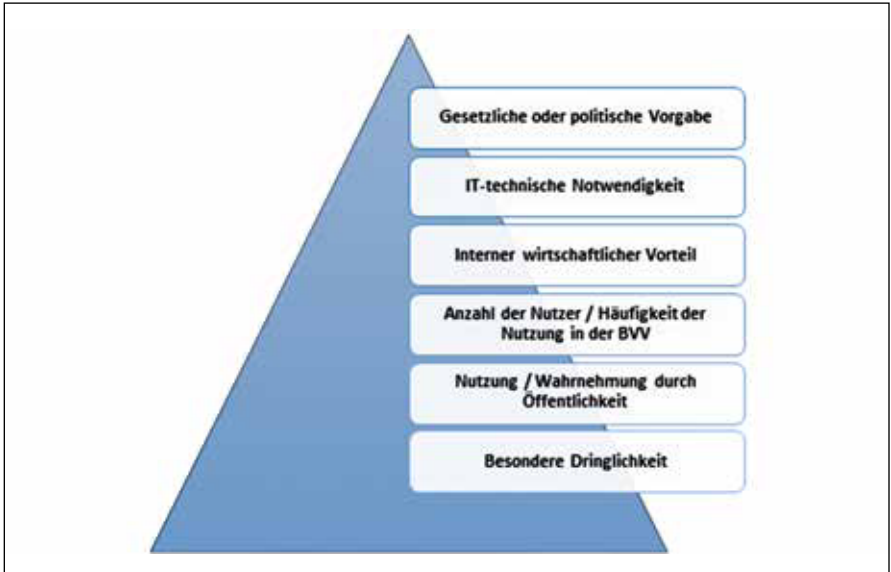 Gesetzliche oder politische Vorgabe
IT-technische Notwendigkeit
Interner wirtschaftlicher Vorteil
Anzahl der Nutzer / Häufigkeit der
Nutzung in der BVV
Nutzung / Wahrnehmung durch
Öffentlichkeit
Besondere Dringlichkeit